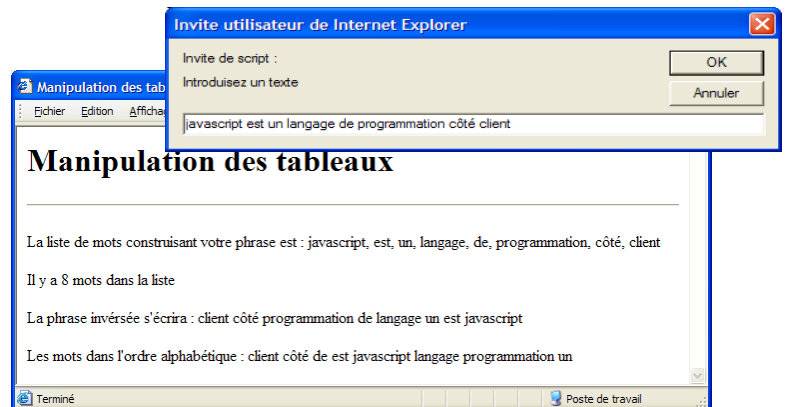 Invite utilisateur de Internet Explorer
Invite de script :
OK
Introduisez un texte
Annuler
javascript est un langage de programmation côté client
Manipulation des tab
Fichier Edition Afficha
Manipulation des tableaux
La liste de mots construisant votre phrase est : javascript, est, un, langage, de, programmation, côté, client
Il y a 8 mots dans la liste
La phrase invérsée s'écrira : client côté programmation de langage un est javascript
Les mots dans l'ordre alphabétique : client côté de est javascript langage programmation un
Terminé
Poste de travail